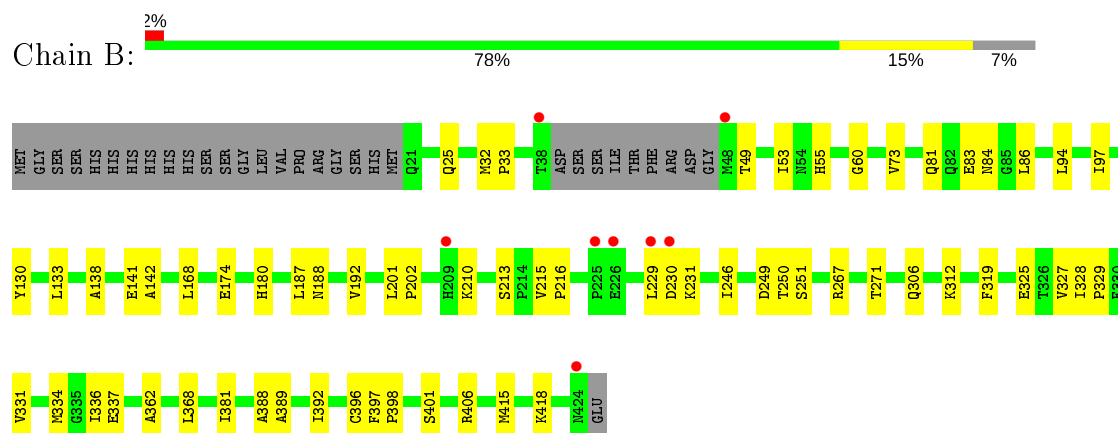 2%
Chain B:
78% 15% 7%
MET GLY SER SER HIS HIS HIS HIS HIS HIS SER SER GLY LEU VAL PRO ARG GLY SER HIS MET Q21 Q25 M32 P33 T38 ASP SER SER ILE THR PHE ARG ASP GLY M48 T49 I53 N54 H55 G60 V73 Q81 Q82 E83 N84 G85 L86 L94 I97
Y130 L133 A138 E141 A142 L168 E174 H180 L187 N188 V192 L201 P202 H209 K210 S213 P214 V215 P216 P225 E226 L229 D230 K231 I246 D249 T250 S251 R267 T271 Q306 K312 F319 E325 T326 V327 I328 P329
V331 M334 G335 I336 E337 A362 L368 I381 A388 A389 I392 C396 F397 P398 S401 R406 M415 K418 N424 GLU